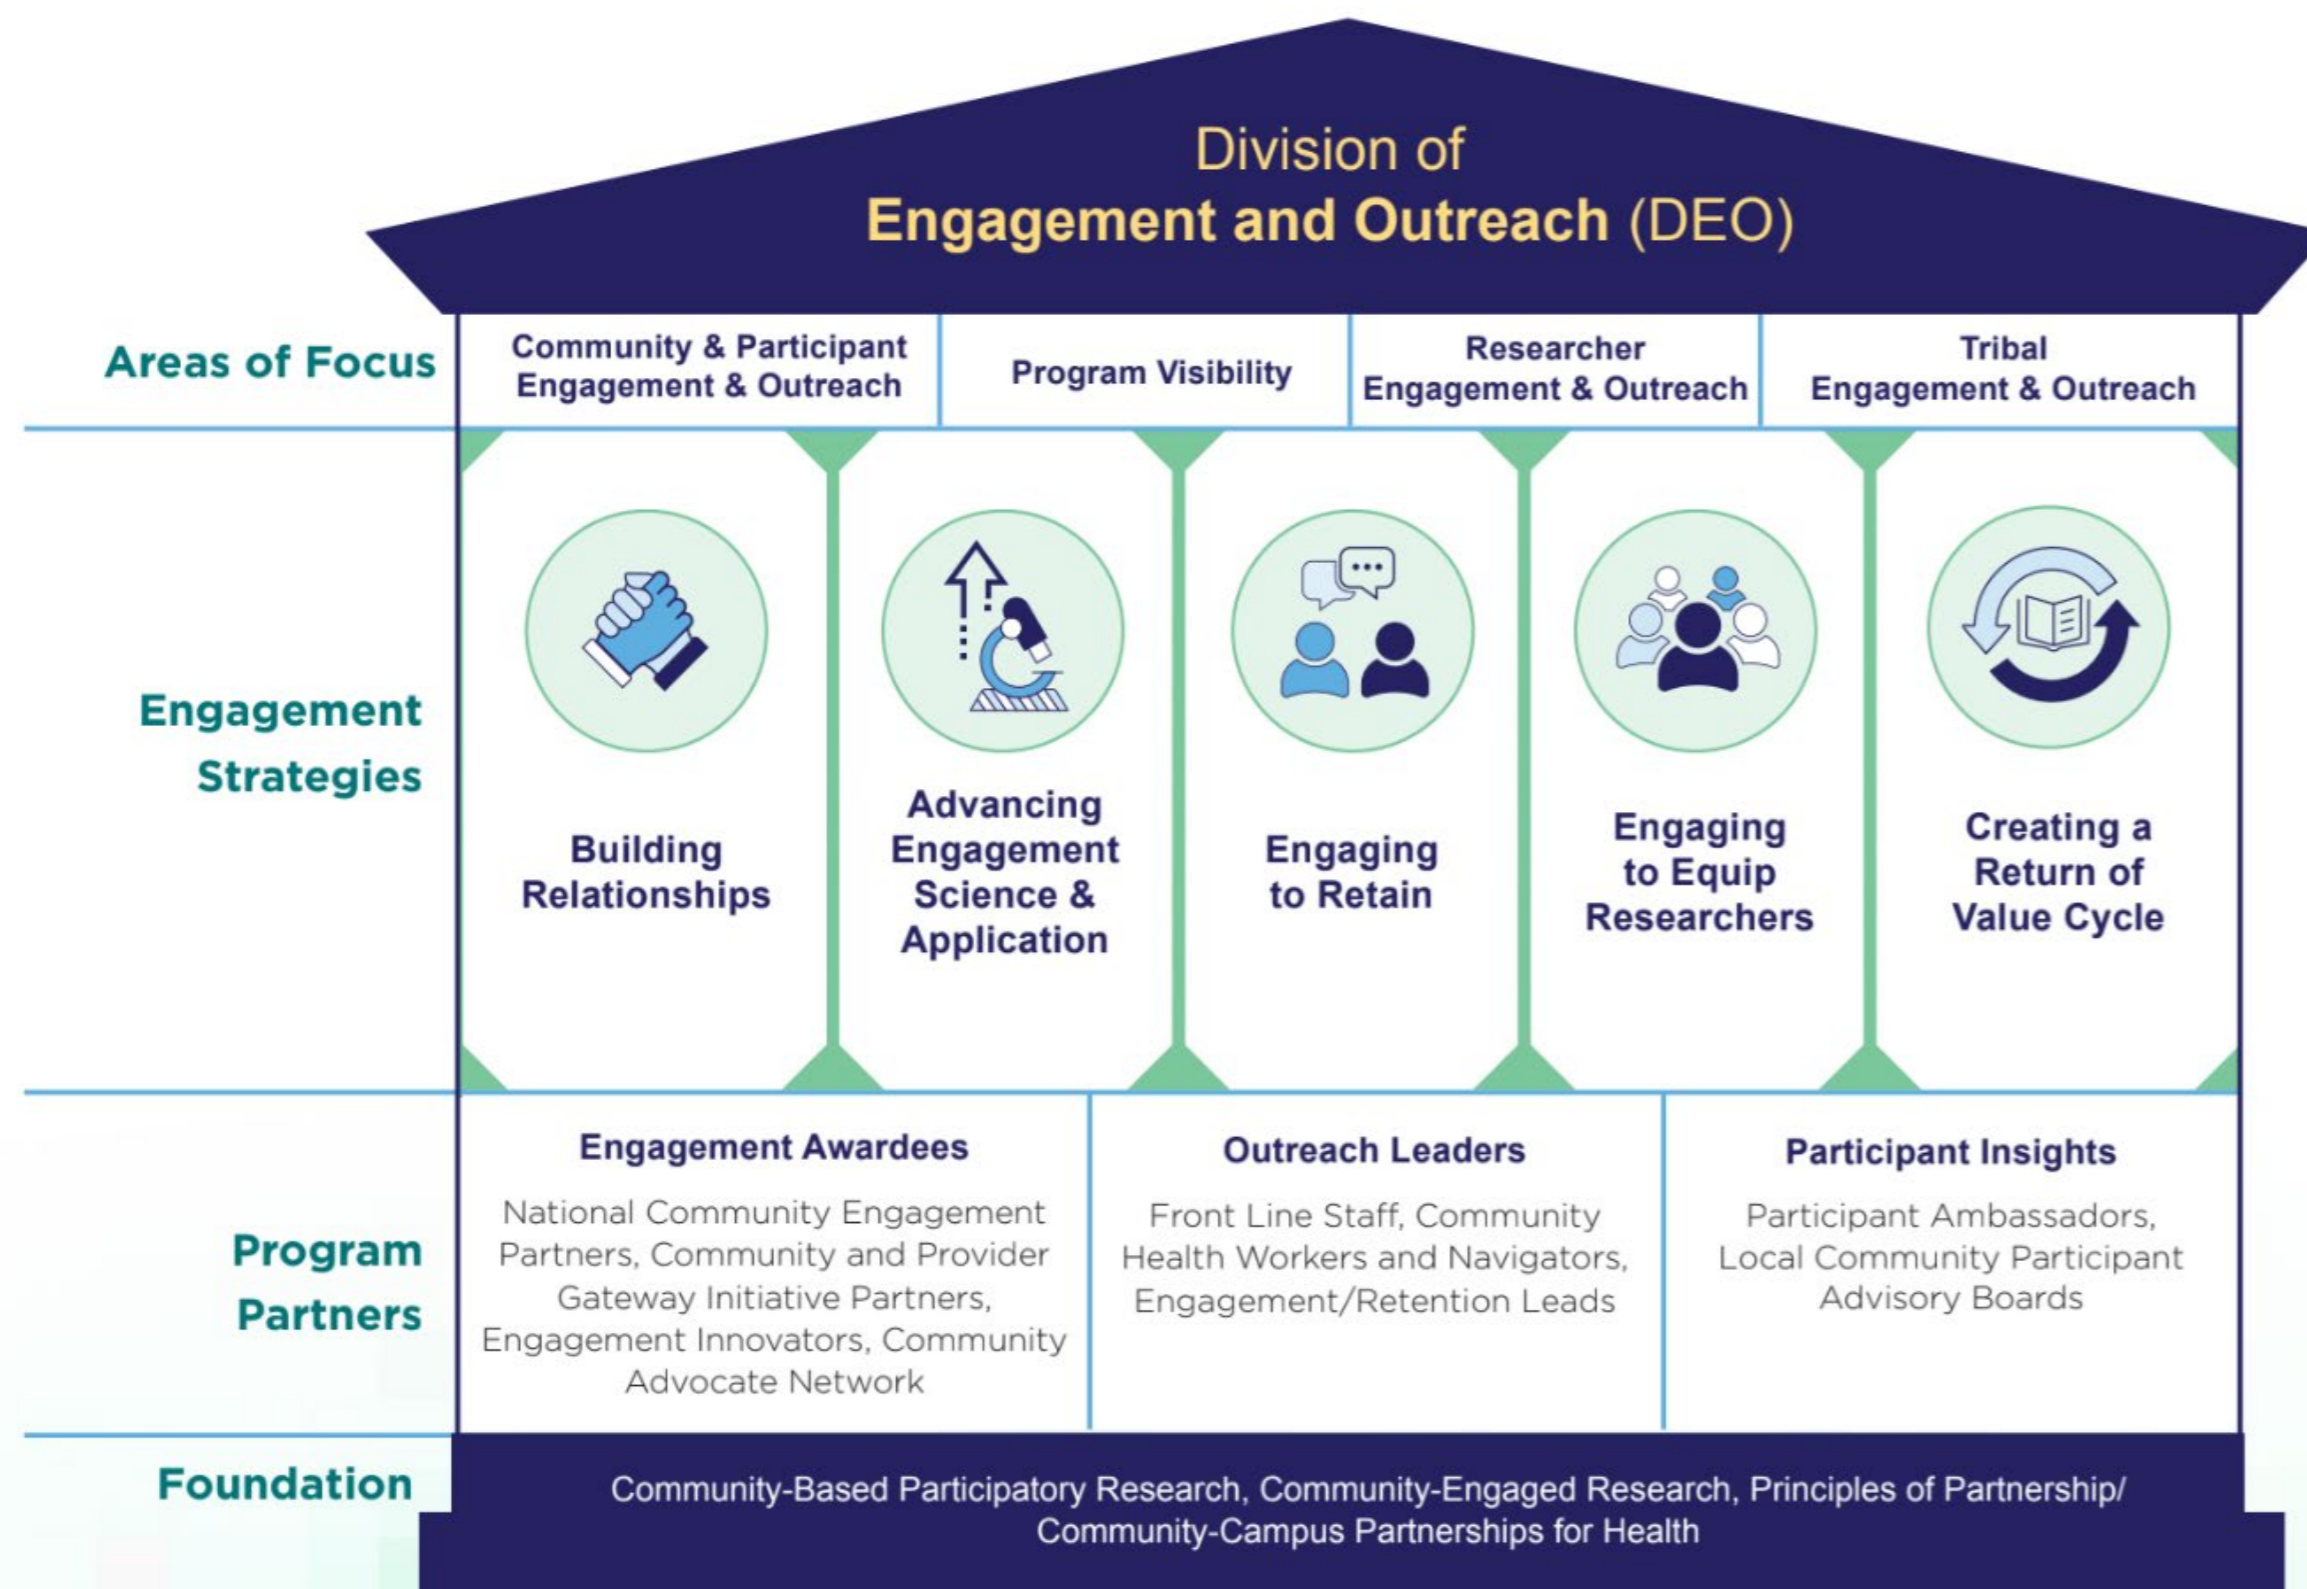 Division of
Engagement and Outreach (DEO)
Areas of Focus
Community & Participant
Engagement & Outreach
Program Visibility
Researcher
Engagement & Outreach
Tribal
Engagement & Outreach
Engagement
Strategies
Building
Relationships
Advancing
Engagement
Science &
Application
Engaging
to Retain
Engaging
to Equip
Researchers
Creating a
Return of
Value Cycle
Program
Partners
Engagement Awardees
National Community Engagement
Partners, Community and Provider
Gateway Initiative Partners,
Engagement Innovators, Community
Advocate Network
Outreach Leaders
Front Line Staff, Community
Health Workers and Navigators,
Engagement/Retention Leads
Participant Insights
Participant Ambassadors,
Local Community Participant
Advisory Boards
Foundation
Community-Based Participatory Research, Community-Engaged Research, Principles of Partnership/
Community-Campus Partnerships for Health